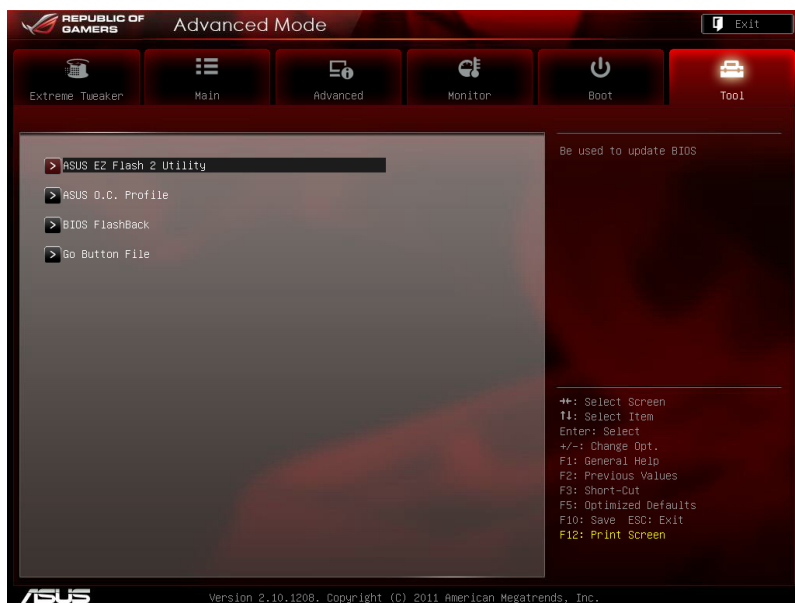 REPUBLIC OF
GAMERS
Advanced Mode
Exit
Extreme Tweaker
Main
Advanced
Monitor
Boot
Tool
ASUS EZ Flash 2 Utility
ASUS O.C. Profile
BIOS FlashBack
Go Button File
Be used to update BIOS
→←: Select Screen
↑↓: Select Item
Enter: Select
+/-: Change Opt.
F1: General Help
F2: Previous Values
F3: Short-Cut
F5: Optimized Defaults
F10: Save ESC: Exit
F12: Print Screen
ASUS
Version 2.10.1208. Copyright (C) 2011 American Megatrends, Inc.